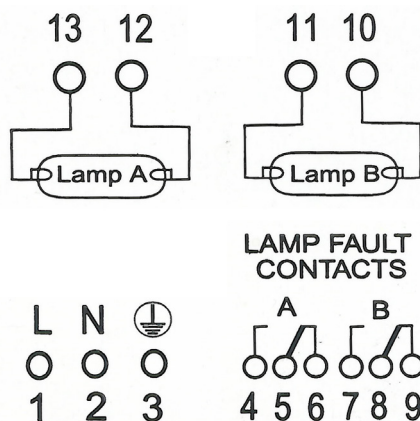 13 12
11 10
Lamp A
Lamp B
LAMP FAULT
CONTACTS
A B
L N
1 2 3
4 5 6 7 8 9